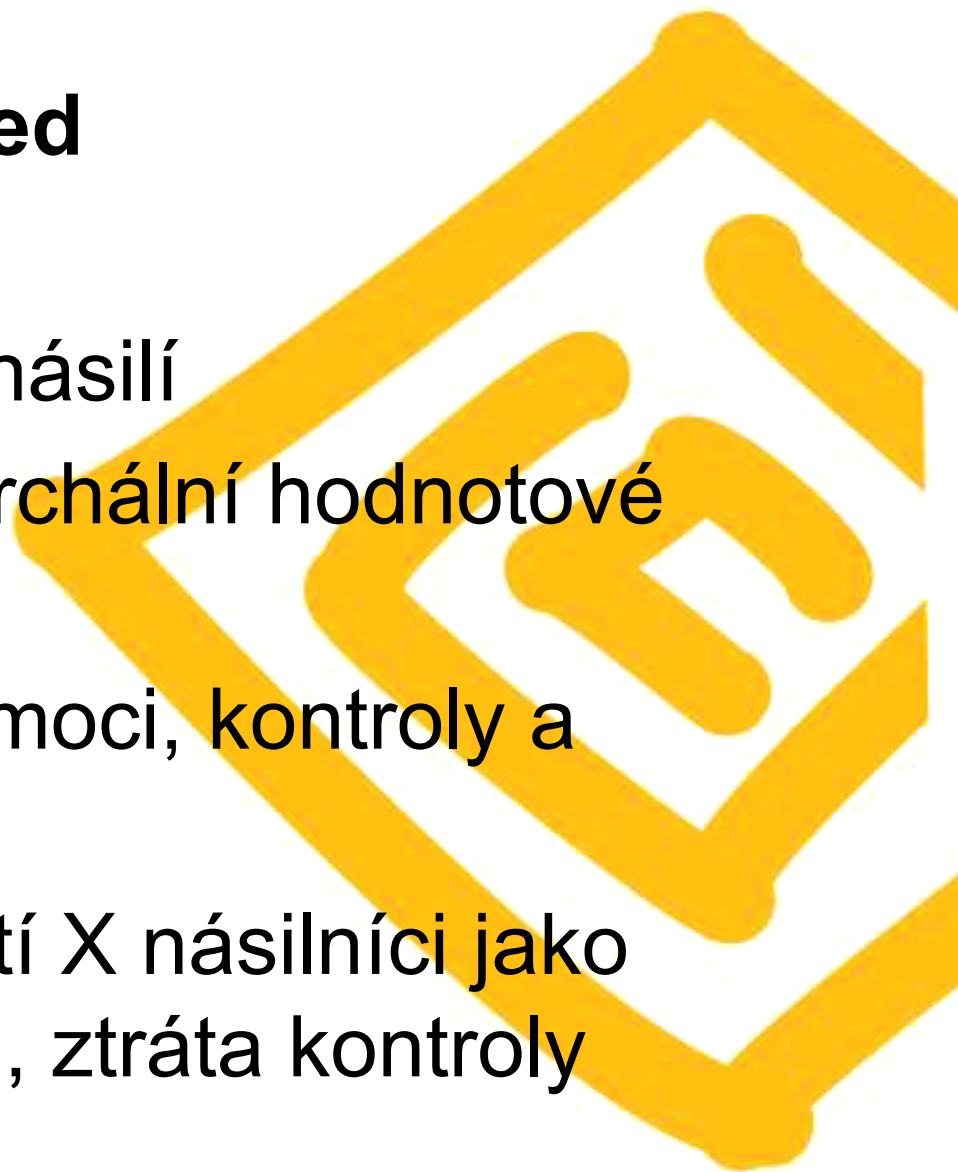 ed
násilí
rchální hodnotové
moci, kontroly a
tí X násilníci jako
, ztráta kontroly